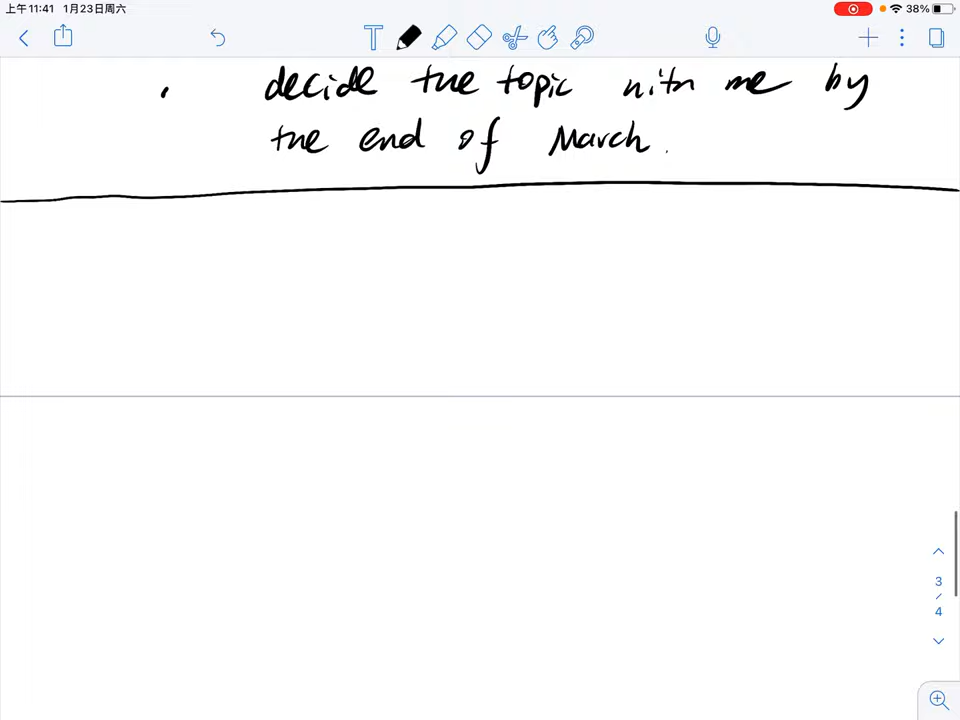 上午11:41 1月23日周六
38%
T
decide the topic with me by
the end of March.
3
/
4